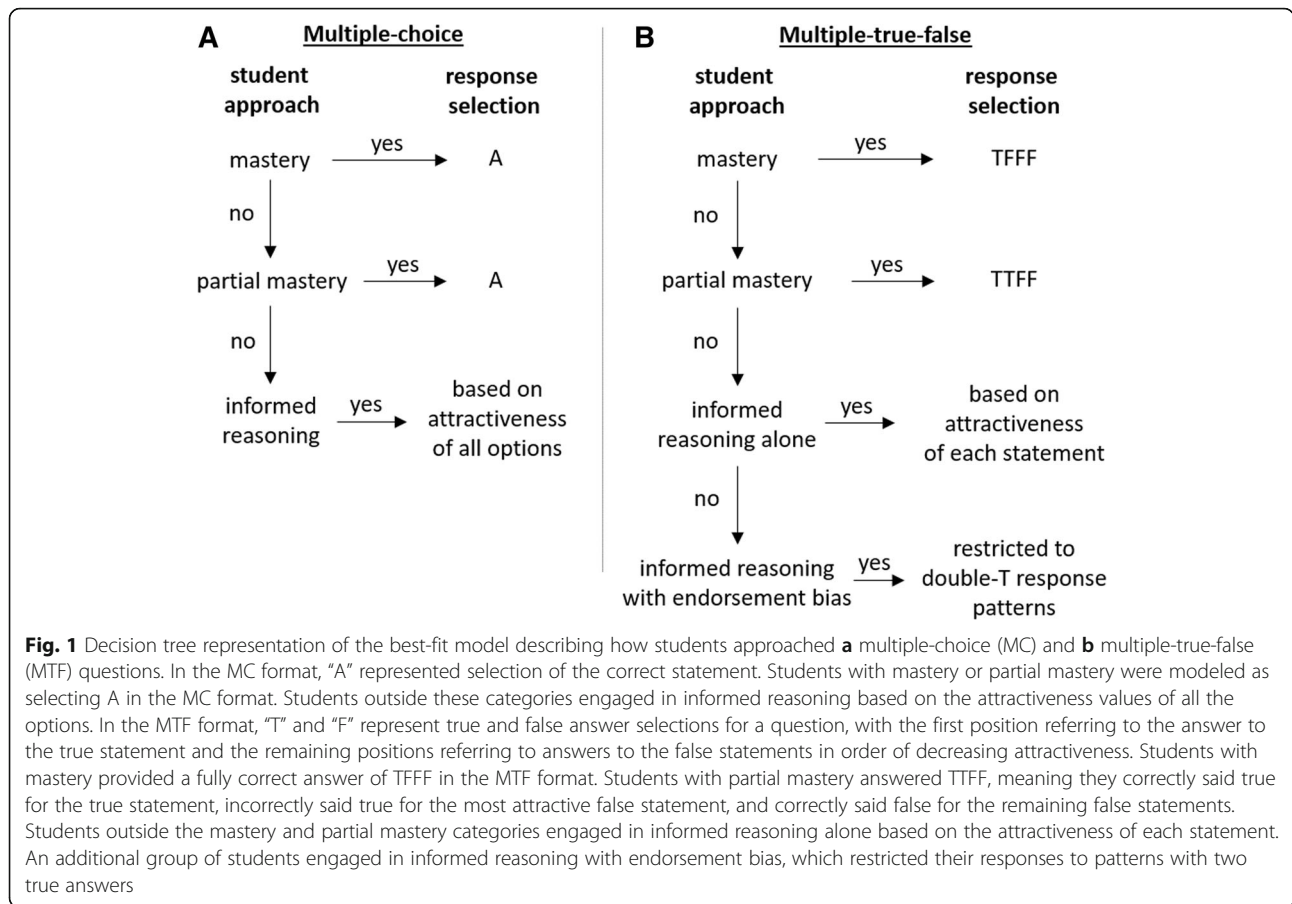 A
Multiple-choice
student
approach
response
selection
mastery
yes
A
no
partial mastery
yes
A
no
informed
reasoning
yes
based on
attractiveness
of all options
B
Multiple-true-false
student
approach
response
selection
mastery
yes
TFFF
no
partial mastery
yes
TTFF
no
informed
reasoning alone
yes
based on
attractiveness
of each statement
no
informed reasoning
with endorsement bias
yes
restricted to
double-T response
patterns
Fig. 1 Decision tree representation of the best-fit model describing how students approached a multiple-choice (MC) and b multiple-true-false
(MTF) questions. In the MC format, “A” represented selection of the correct statement. Students with mastery or partial mastery were modeled as
selecting A in the MC format. Students outside these categories engaged in informed reasoning based on the attractiveness values of all the
options. In the MTF format, “T” and “F” represent true and false answer selections for a question, with the first position referring to the answer to
the true statement and the remaining positions referring to answers to the false statements in order of decreasing attractiveness. Students with
mastery provided a fully correct answer of TFFF in the MTF format. Students with partial mastery answered TTFF, meaning they correctly said true
for the true statement, incorrectly said true for the most attractive false statement, and correctly said false for the remaining false statements.
Students outside the mastery and partial mastery categories engaged in informed reasoning alone based on the attractiveness of each statement.
An additional group of students engaged in informed reasoning with endorsement bias, which restricted their responses to patterns with two
true answers